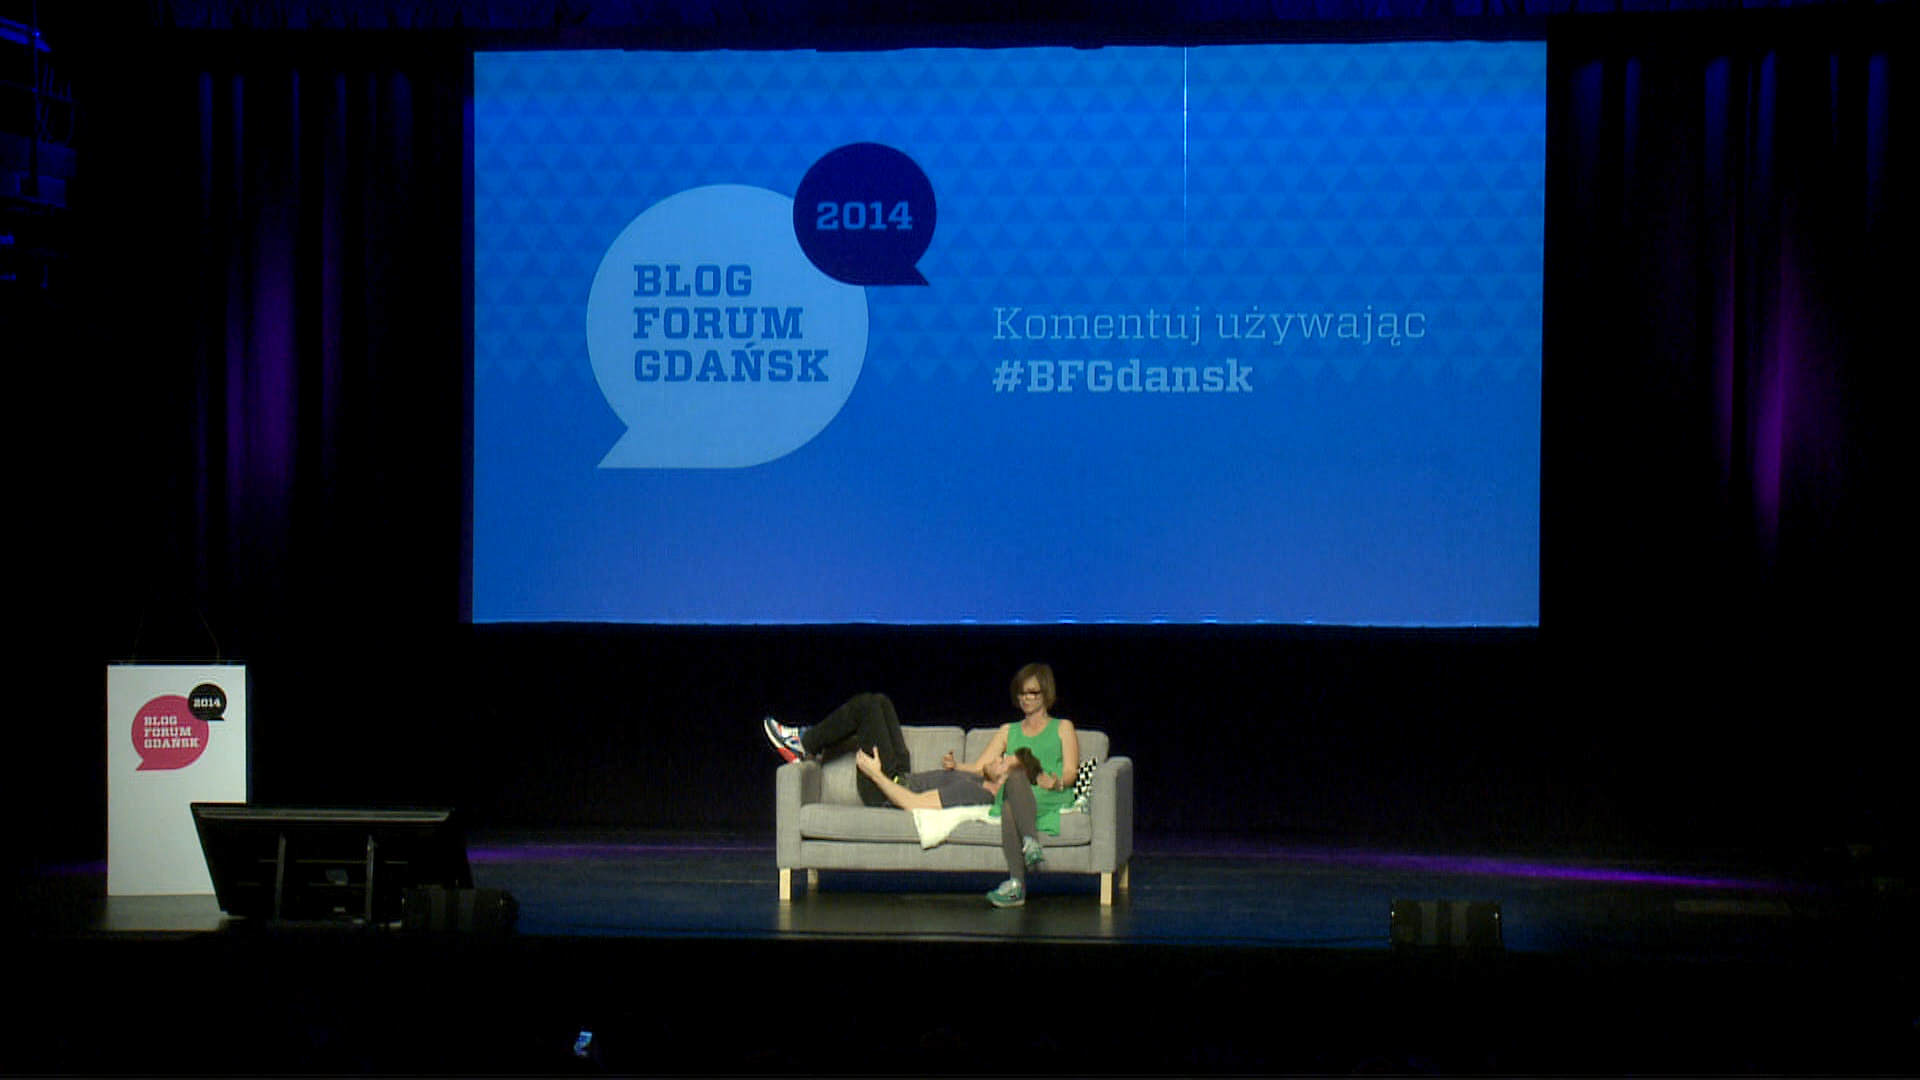 2014
BLOG
FORUM
GDAŃSK
Komentuj używając
#BFGdansk
2014
BLOG
FORUM
GDAŃSK